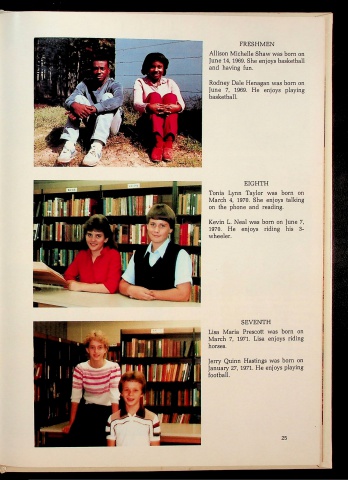 FRESHMEN
Allison Michelle Shaw was born on
June 14, 1969. She enjoys basketball
and having fun.
Rodney Dale Henagan was born on
June 7, 1969. He enjoys playing
basketball.
EIGHTH
Tonia Lynn Taylor was born on
March 4, 1970. She enjoys talking
on the phone and reading.
Kevin L. Neal was born on June 7,
1970. He enjoys riding his 3-
wheeler.
SEVENTH
Lisa Maria Prescott was born on
March 7, 1971. Lisa enjoys riding
horses.
Jerry Quinn Hastings was born on
January 27, 1971. He enjoys playing
football.
25